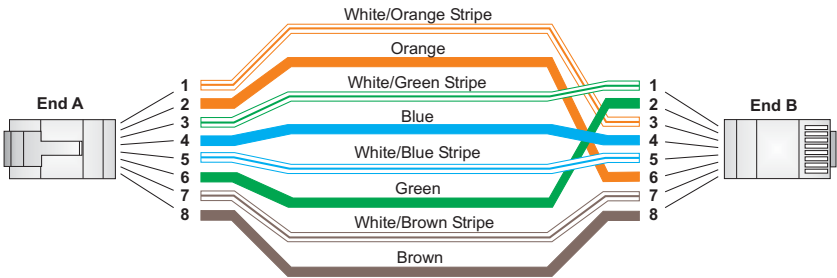 White/Orange Stripe
Orange
White/Green Stripe
Blue
White/Blue Stripe
Green
White/Brown Stripe
Brown
End A
1
2
3
4
5
6
7
8
End B
1
2
3
4
5
6
7
8